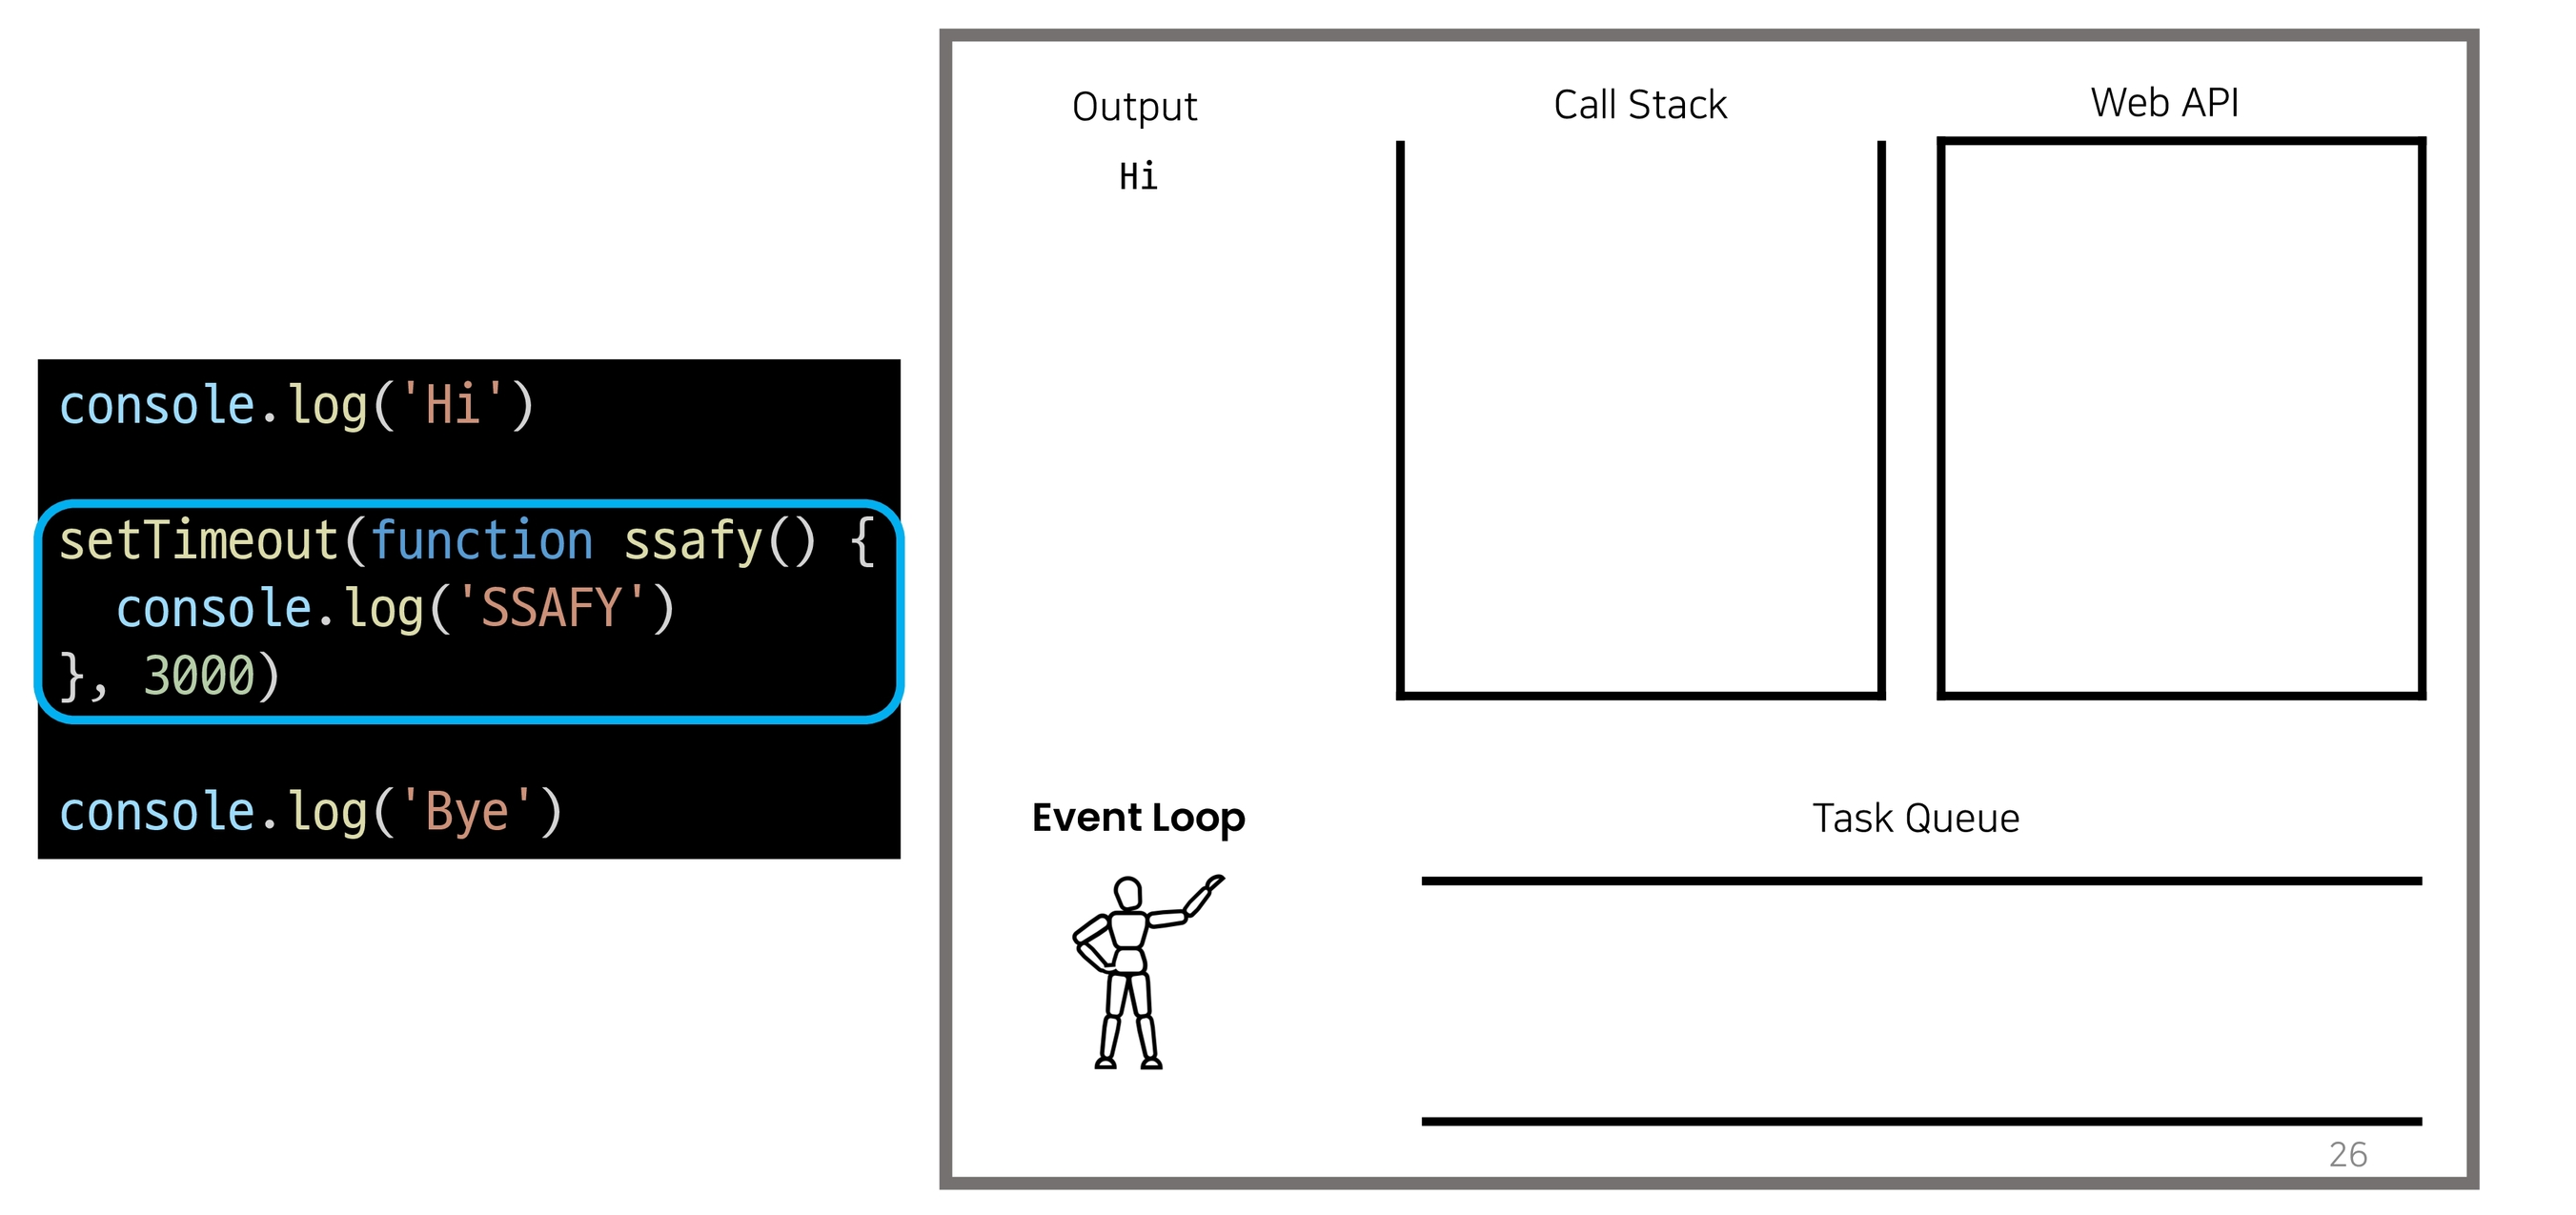 console.log('Hi')
setTimeout(function ssafy() {
  console.log('SSAFY')
}, 3000)
console.log('Bye')
Output
Hi
Call Stack
Web API
Event Loop
Task Queue
26